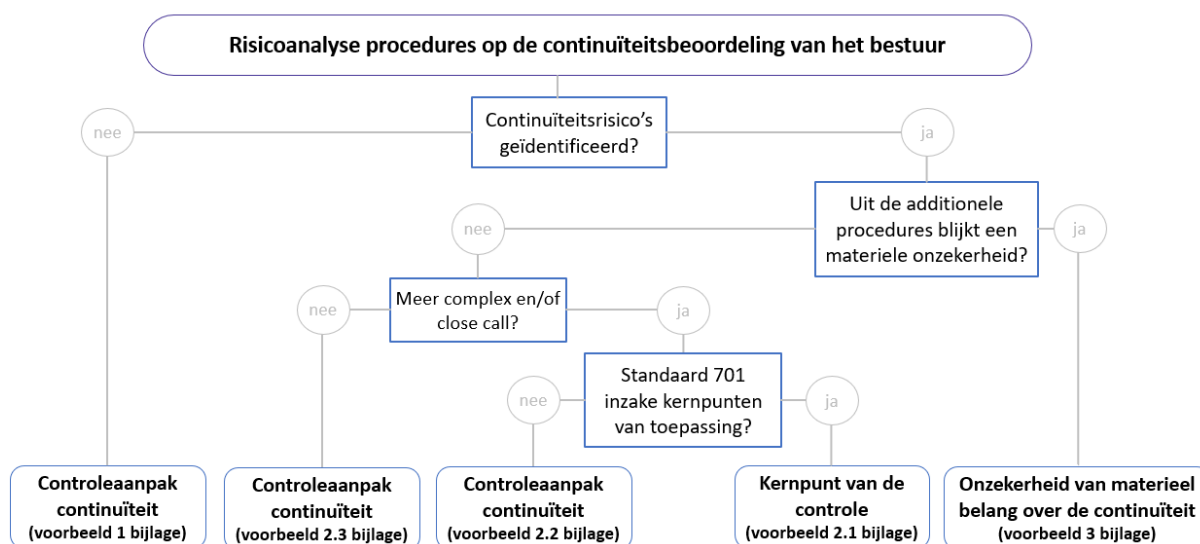 Risicoanalyse procedures op de continuïteitsbeoordeling van het bestuur
Continuïteitsrisico's
geïdentificeerd?
nee
ja
Uit de additionele
procedures blijkt een
materiele onzekerheid?
nee
ja
Meer complex en/of
close call?
nee
ja
Standaard 701
inzake kernpunten
van toepassing?
nee
ja
Controleaanpak
continuïteit
(voorbeeld 1 bijlage)
Controleaanpak
continuïteit
(voorbeeld 2.3 bijlage)
Controleaanpak
continuïteit
(voorbeeld 2.2 bijlage)
Kernpunt van de
controle
(voorbeeld 2.1 bijlage)
Onzekerheid van materieel
belang over de continuïteit
(voorbeeld 3 bijlage)